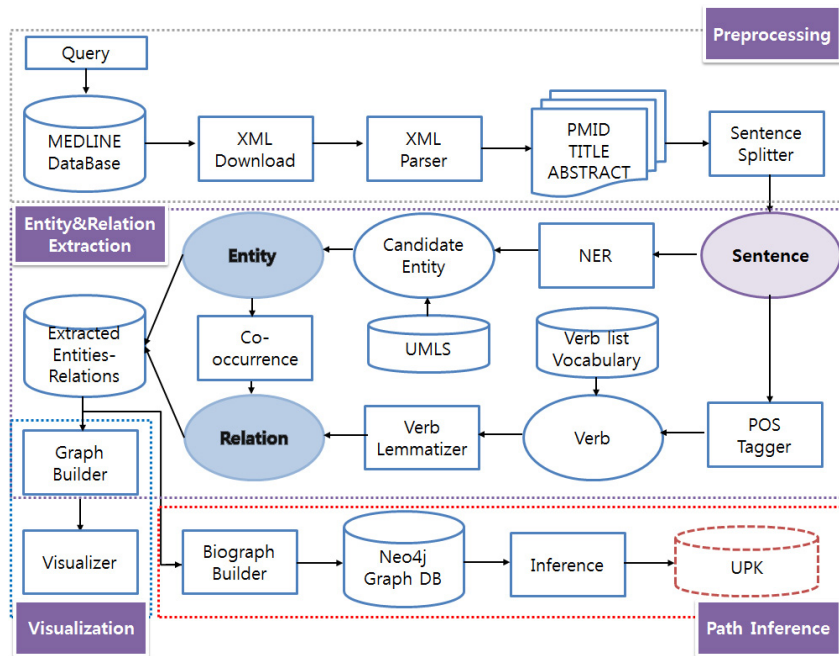 Preprocessing
Query
MEDLINE
DataBase
XML
Download
XML
Parser
PMID
TITLE
ABSTRACT
Sentence
Splitter
Entity&Relation
Extraction
Entity
Candidate
Entity
NER
Sentence
Extracted
Entities-
Relations
Co-
occurrence
UMLS
Verb list
Vocabulary
Relation
Verb
Lemmatizer
Verb
POS
Tagger
Graph
Builder
Visualizer
Biograph
Builder
Neo4j
Graph DB
Inference
UPK
Visualization
Path Inference